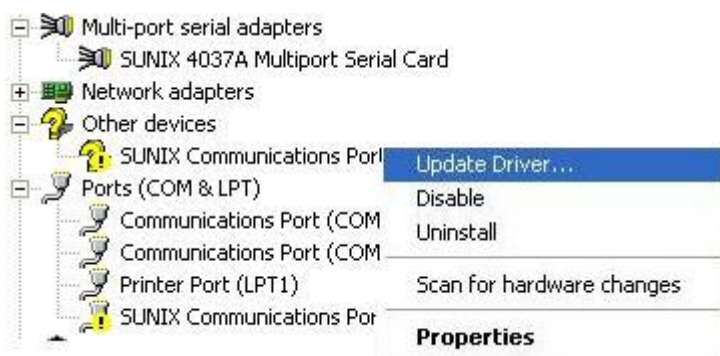 Multi-port serial adapters
SUNIX 4037A Multiport Serial Card
Network adapters
Other devices
SUNIX Communications Port
Ports (COM & LPT)
Communications Port (COM
Communications Port (COM
Printer Port (LPT1)
SUNIX Communications Por
Update Driver...
Disable
Uninstall
Scan for hardware changes
Properties